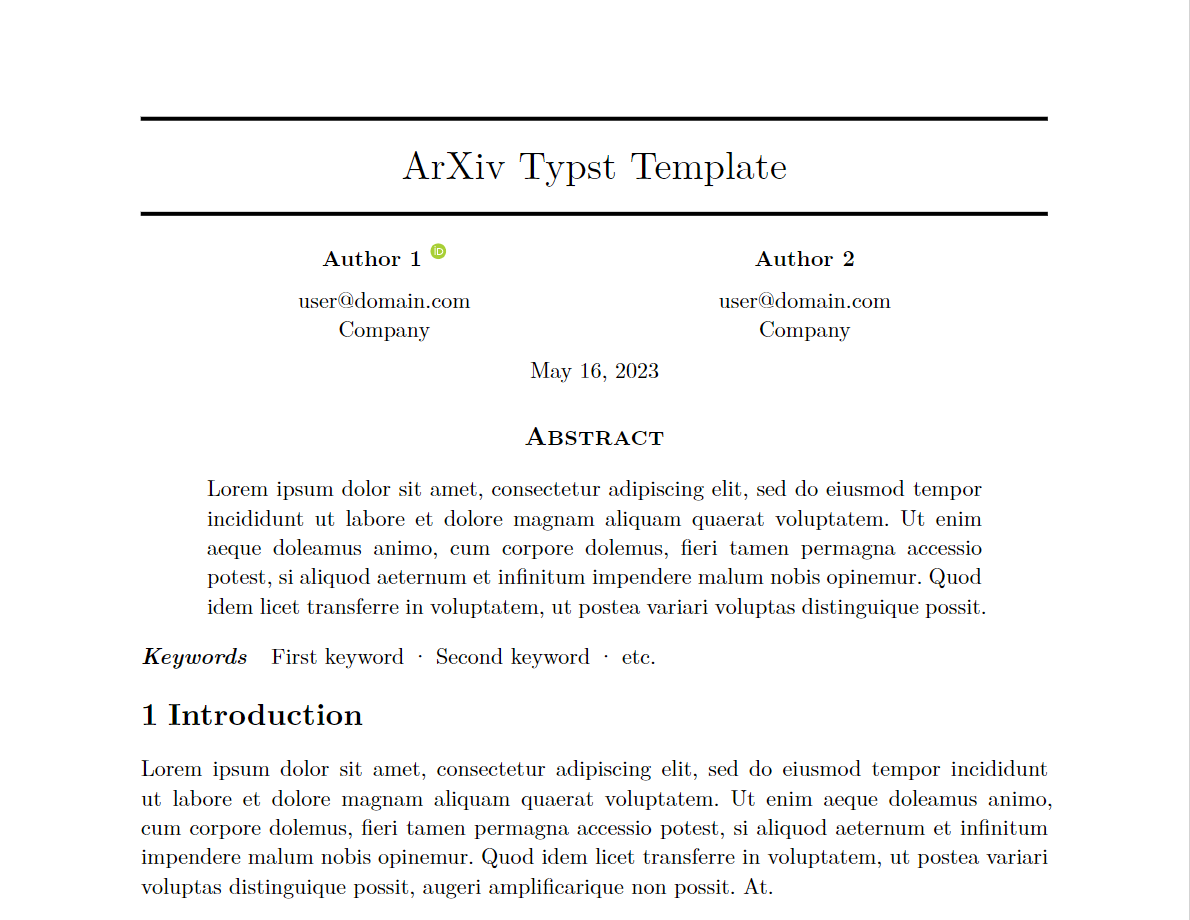 ArXiv Typst Template
Author 1 iD
Author 2
user@domain.com
user@domain.com
Company
Company
May 16, 2023
ABSTRACT
Lorem ipsum dolor sit amet, consectetur adipiscing elit, sed do eiusmod tempor
incididunt ut labore et dolore magnam aliquam quaerat voluptatem. Ut enim
aeque doleamus animo, cum corpore dolemus, fieri tamen permagna accessio
potest, si aliquod aeternum et infinitum impendere malum nobis opinemur. Quod
idem licet transferre in voluptatem, ut postea variari voluptas distinguique possit.
Keywords First keyword · Second keyword · etc.
1 Introduction
Lorem ipsum dolor sit amet, consectetur adipiscing elit, sed do eiusmod tempor incididunt
ut labore et dolore magnam aliquam quaerat voluptatem. Ut enim aeque doleamus animo,
cum corpore dolemus, fieri tamen permagna accessio potest, si aliquod aeternum et infinitum
impendere malum nobis opinemur. Quod idem licet transferre in voluptatem, ut postea variari
voluptas distinguique possit, augeri amplificarique non possit. At.